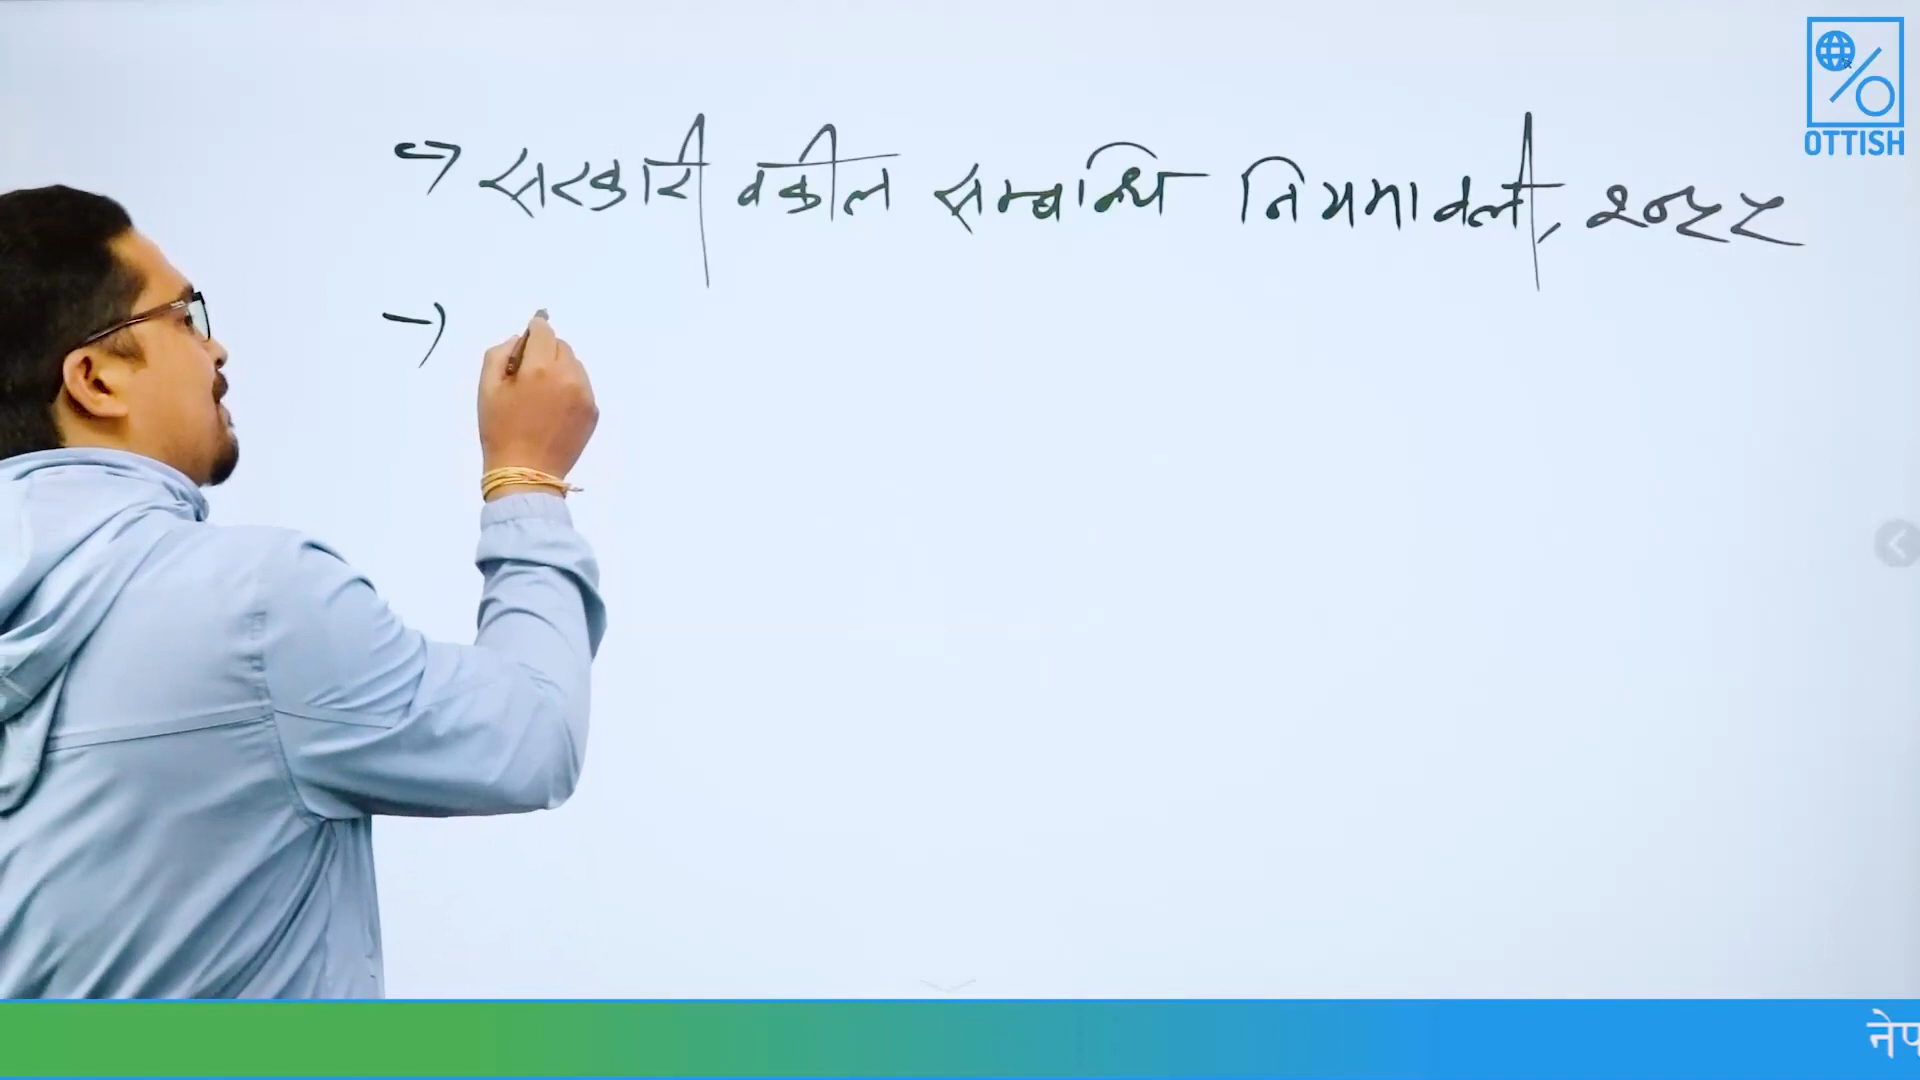 OTTISH
→ सरकारी वकील सम्बन्धि नियमावली, २०५५
→
नेप